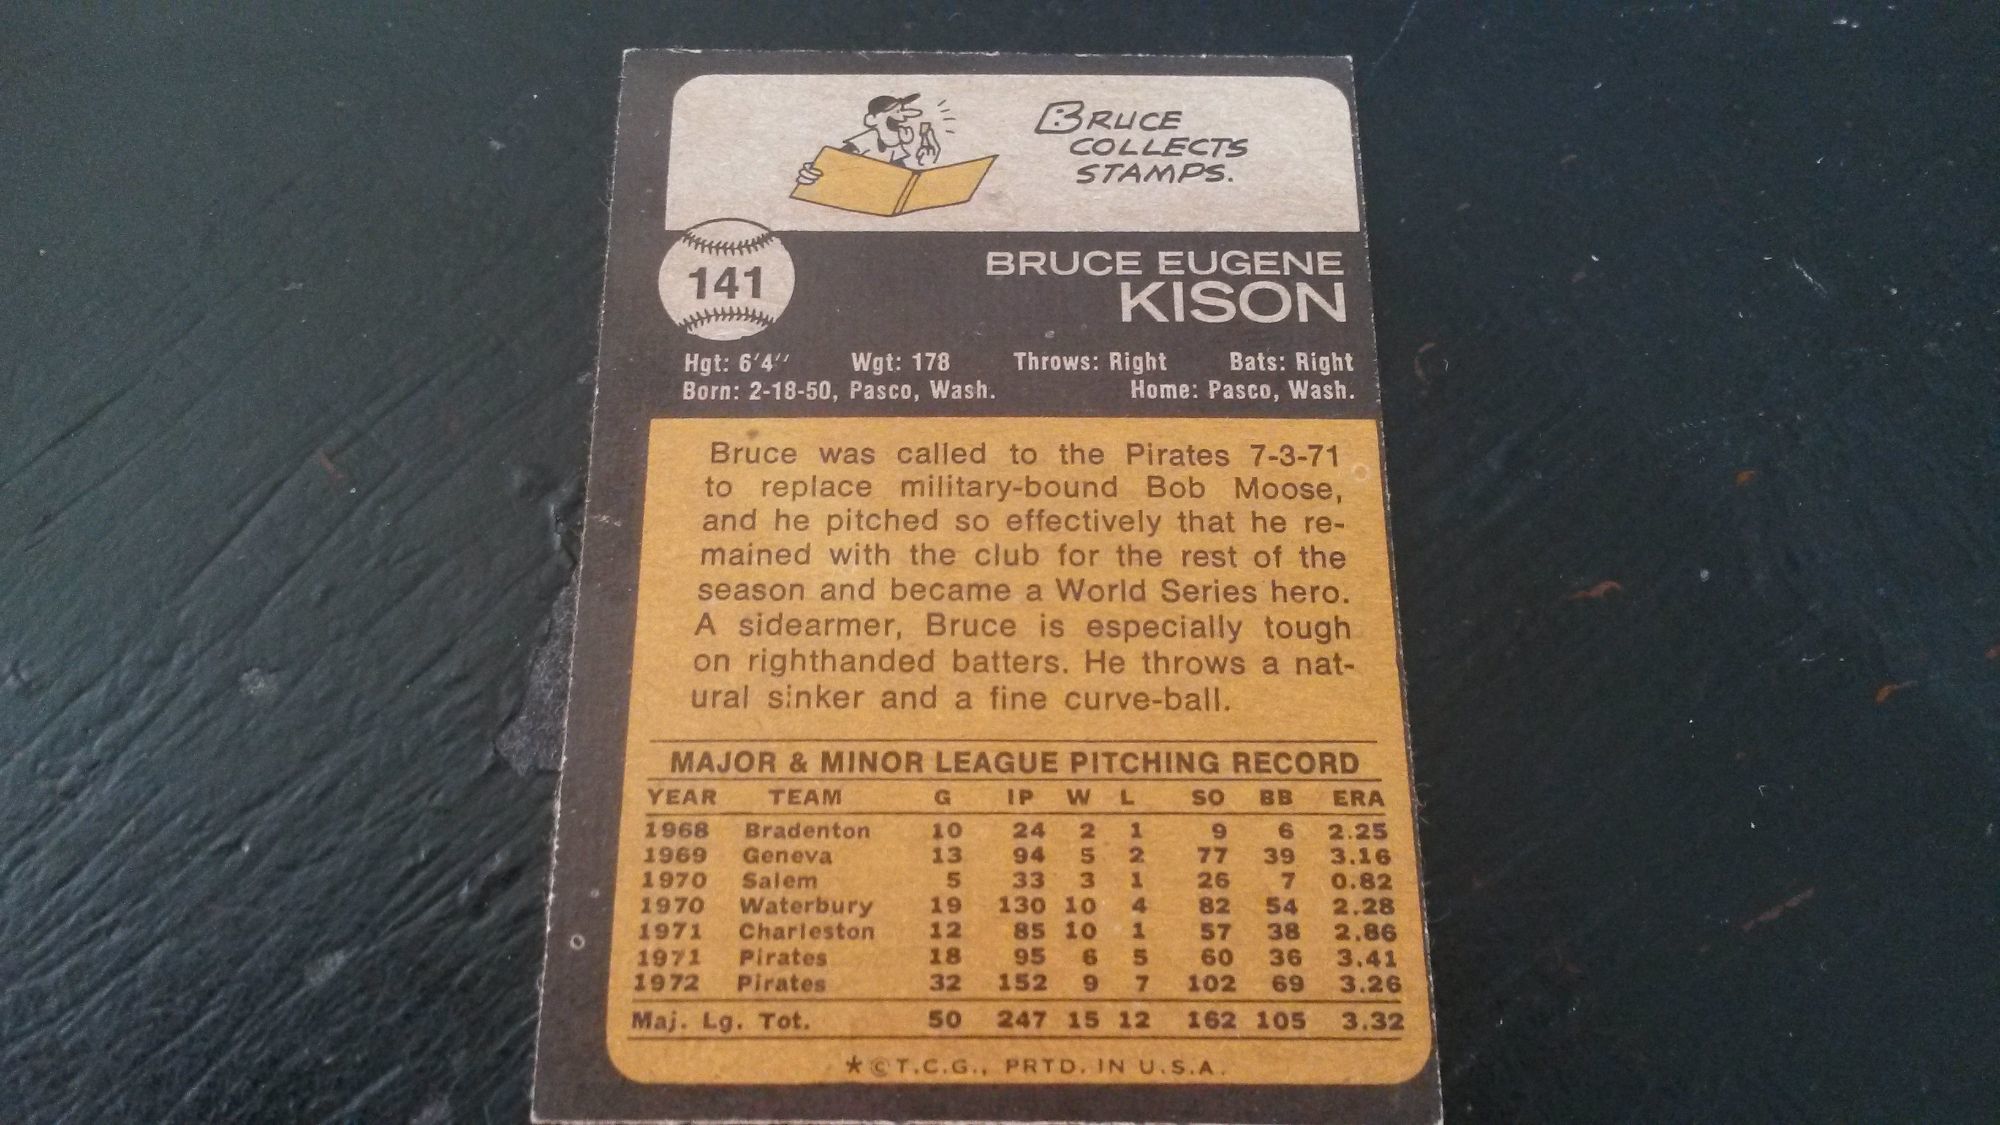 BRUCE
COLLECTS
STAMPS.
141
BRUCE EUGENE
KISON
Hgt: 6'4" Wgt: 178 Throws: Right Bats: Right
Born: 2-18-50, Pasco, Wash. Home: Pasco, Wash.
Bruce was called to the Pirates 7-3-71
to replace military-bound Bob Moose,
and he pitched so effectively that he re-
mained with the club for the rest of the
season and became a World Series hero.
A sidearmer, Bruce is especially tough
on righthanded batters. He throws a nat-
ural sinker and a fine curve-ball.
MAJOR & MINOR LEAGUE PITCHING RECORD
YEAR TEAM G IP W L SO BB ERA
1968 Bradenton 10 24 2 1 9 6 2.25
1969 Geneva 13 94 5 2 77 39 3.16
1970 Salem 5 33 3 1 26 7 0.82
1970 Waterbury 19 130 10 4 82 54 2.28
1971 Charleston 12 85 10 1 57 38 2.86
1971 Pirates 18 95 6 5 60 36 3.41
1972 Pirates 32 152 9 7 102 69 3.26
Maj. Lg. Tot. 50 247 15 12 162 105 3.32
*©T.C.G., PRTD. IN U.S.A.